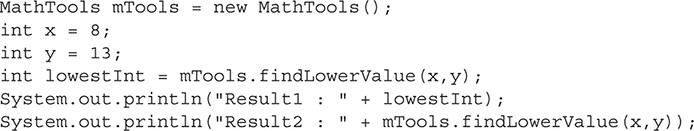 MathTools mTools = new MathTools();
int x = 8;
int y = 13;
int lowestInt = mTools.findLowerValue(x,y);
System.out.println("Result1 : " + lowestInt);
System.out.println("Result2 : " + mTools.findLowerValue(x,y));